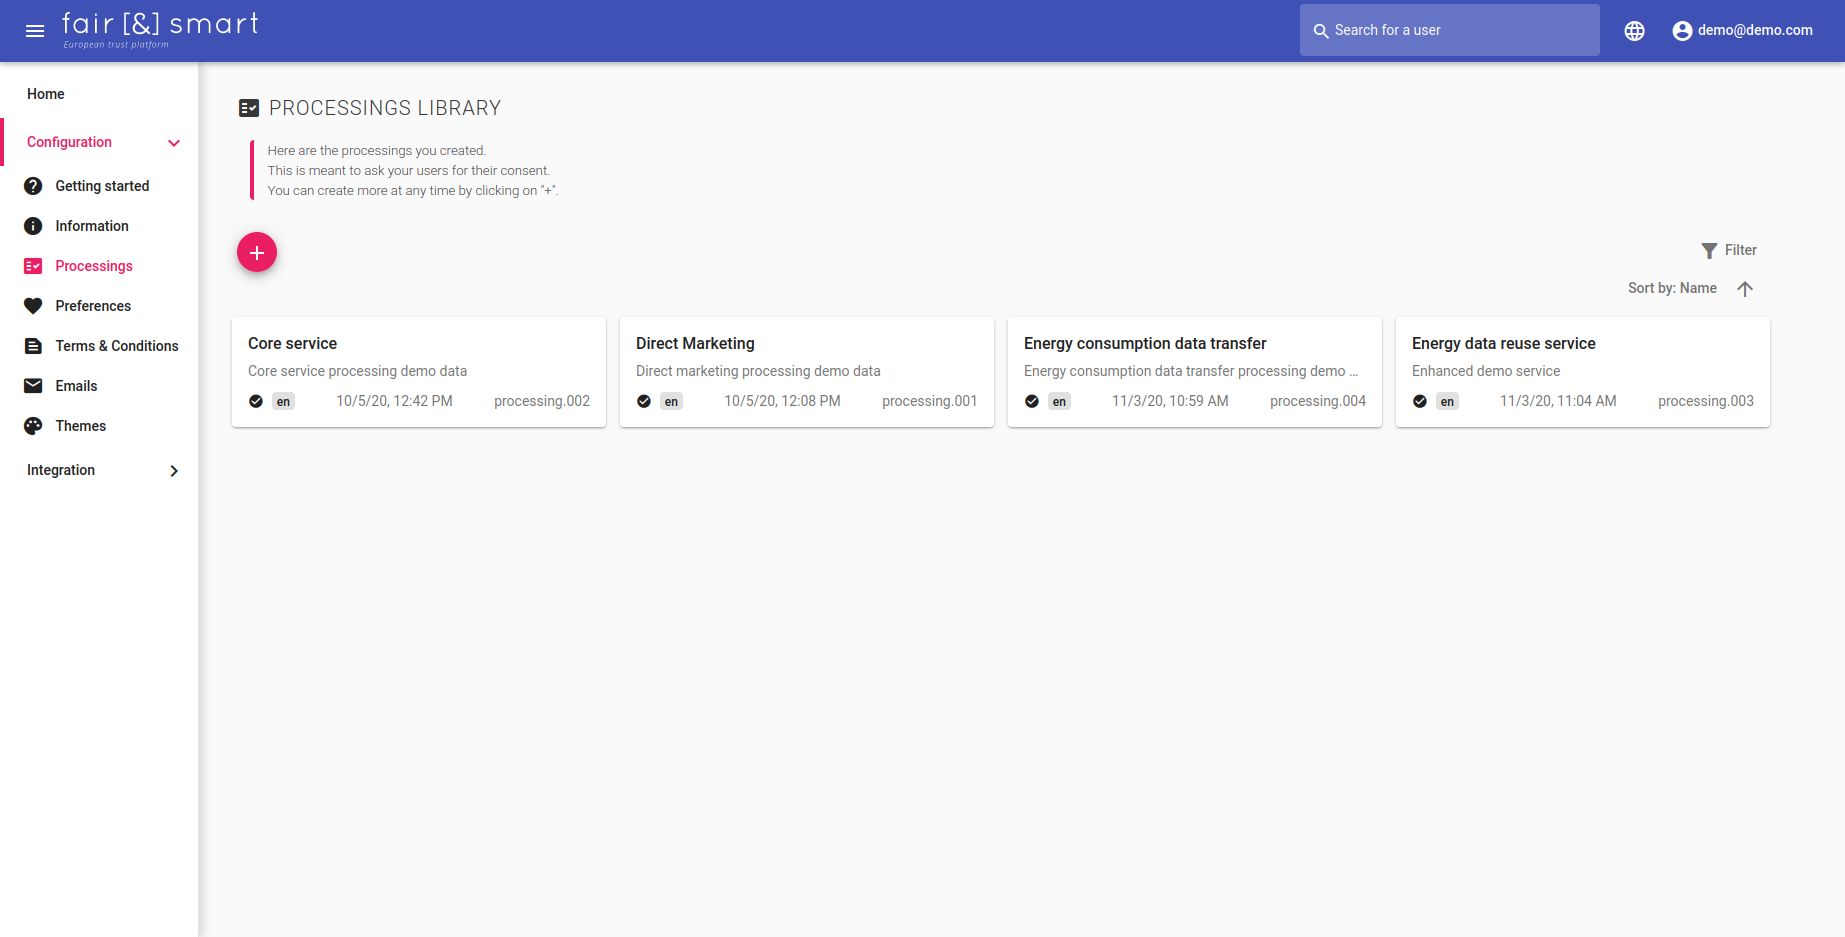 fair [&] smart
European trust platform
Search for a user
demo@demo.com
Home
Configuration
Getting started
Information
Processings
Preferences
Terms & Conditions
Emails
Themes
Integration
PROCESSINGS LIBRARY
Here are the processings you created.
This is meant to ask your users for their consent.
You can create more at any time by clicking on "+".
Filter
Sort by: Name
Core service
Core service processing demo data
en 10/5/20, 12:42 PM processing.002
Direct Marketing
Direct marketing processing demo data
en 10/5/20, 12:08 PM processing.001
Energy consumption data transfer
Energy consumption data transfer processing demo ...
en 11/3/20, 10:59 AM processing.004
Energy data reuse service
Enhanced demo service
en 11/3/20, 11:04 AM processing.003